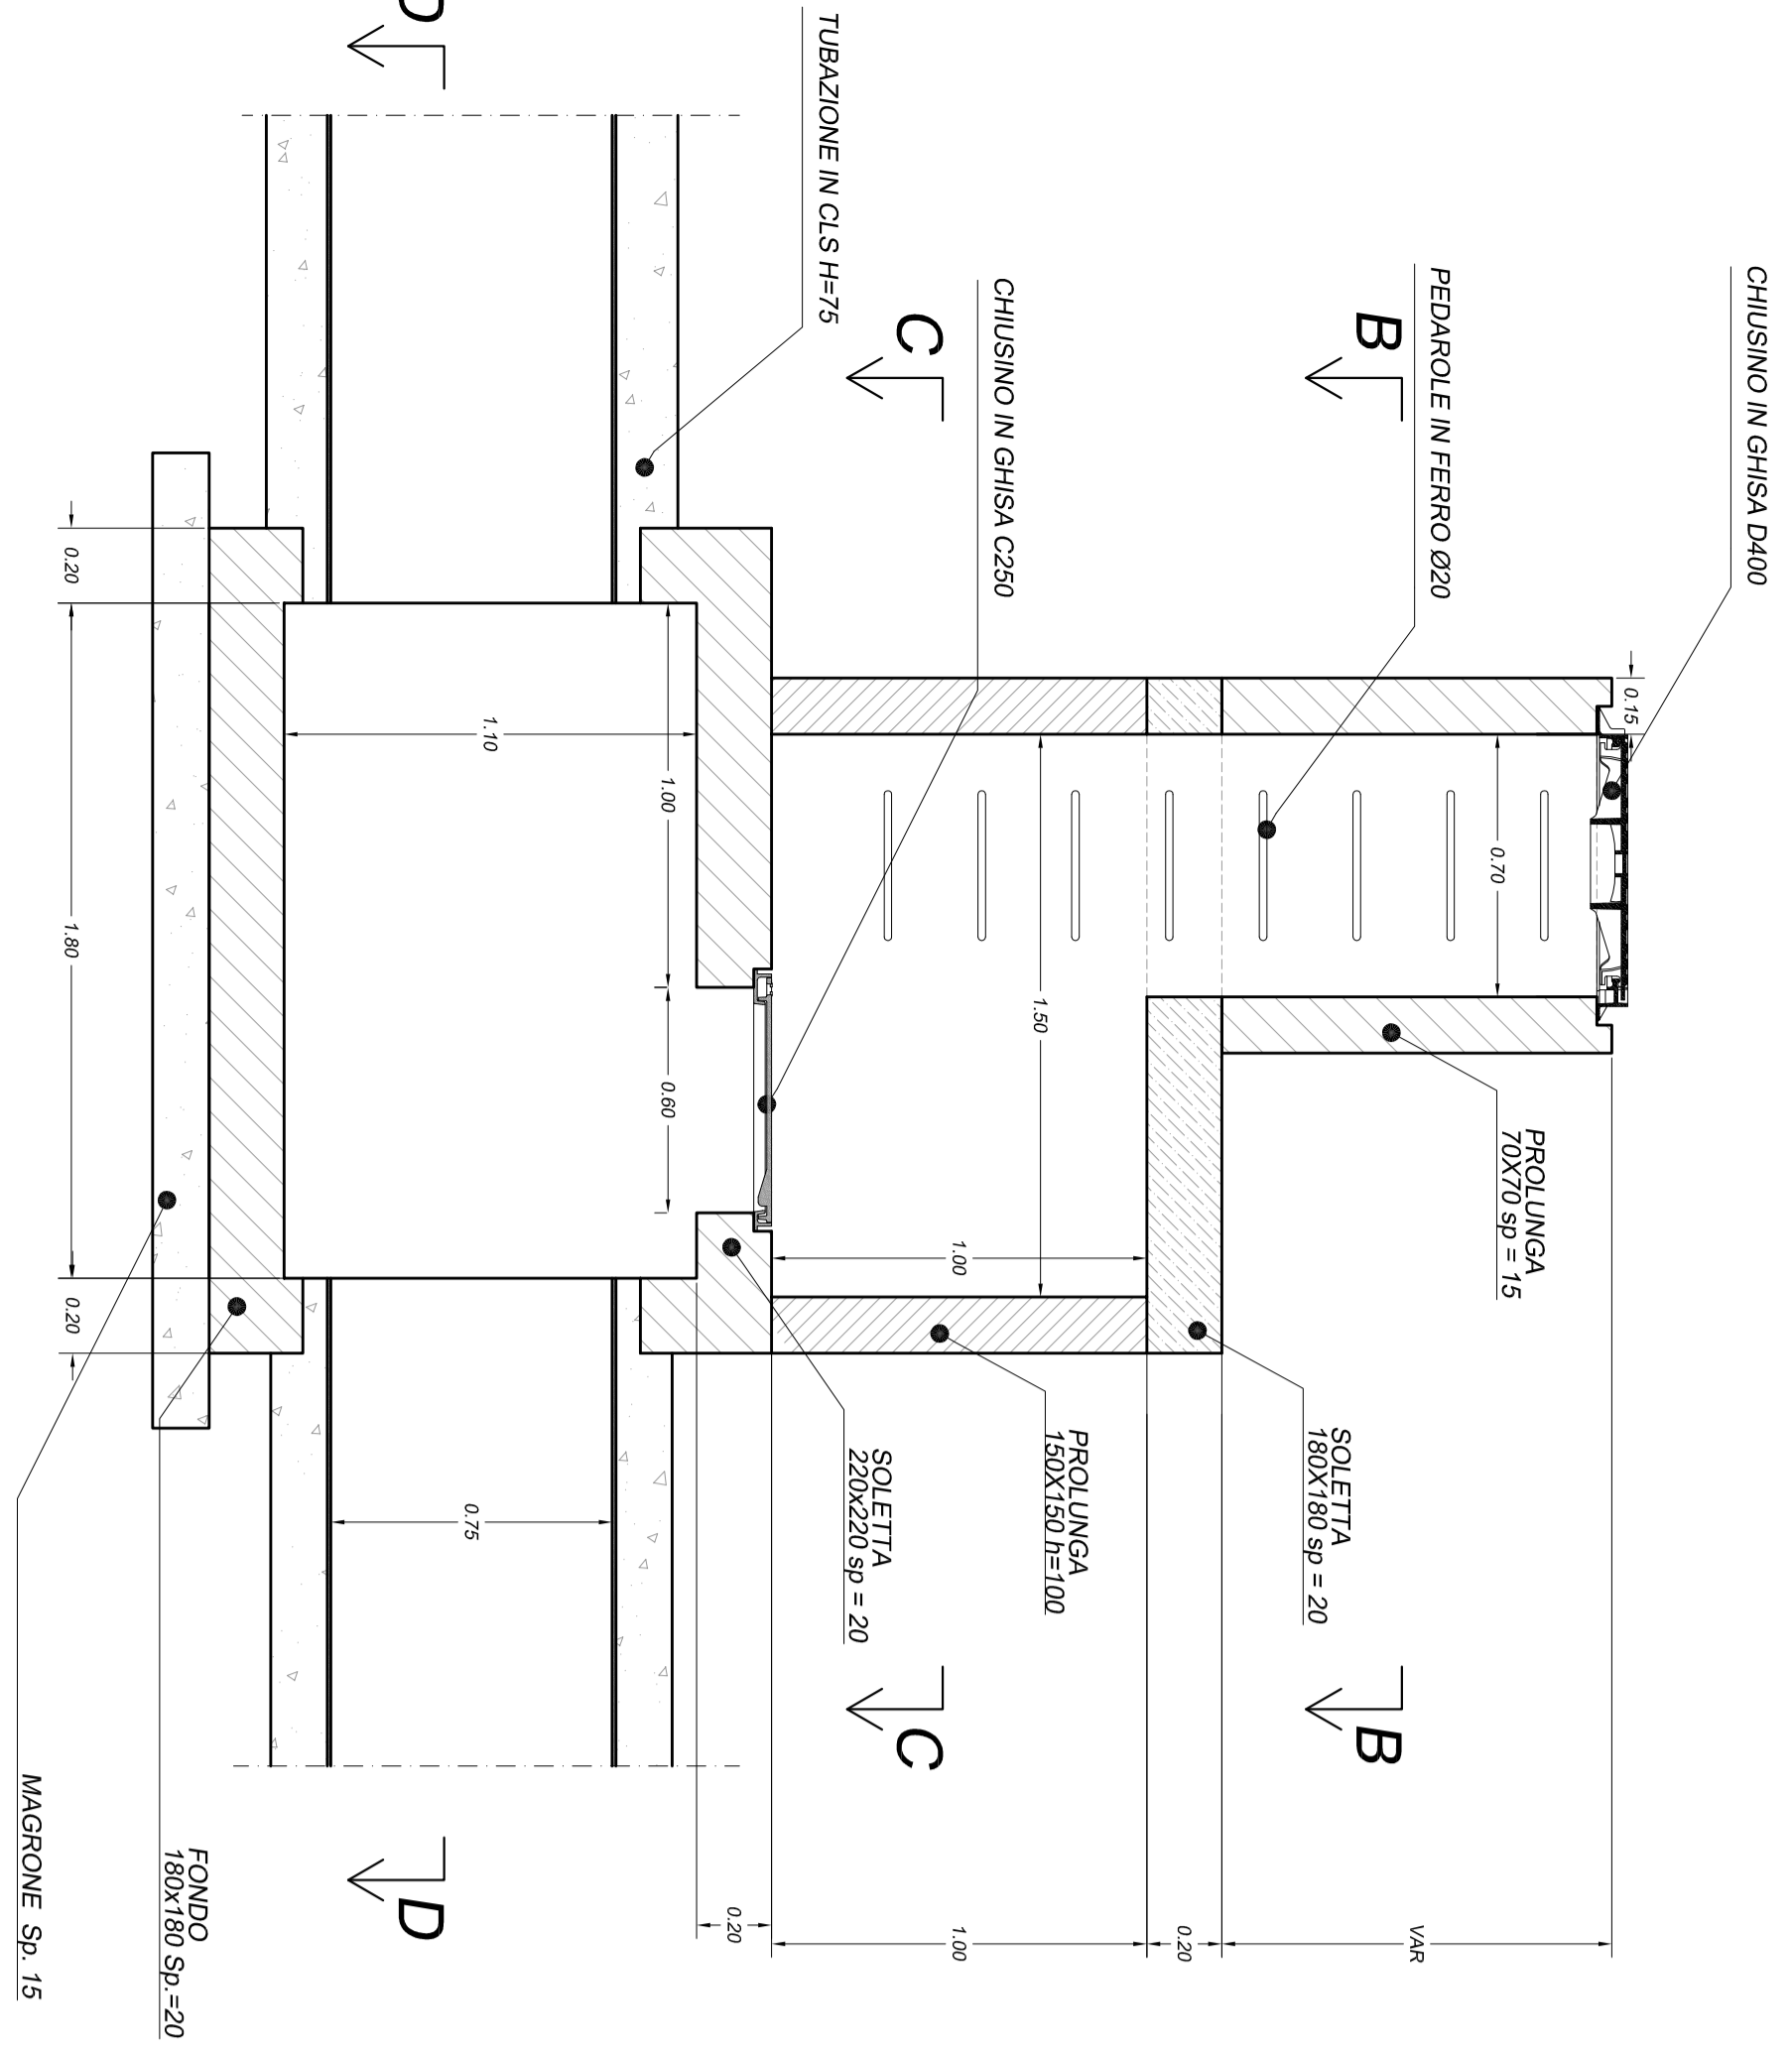 CHIUSINO IN GHISA D400
0.15
PEDAROLE IN FERRO Ø20
B
0.70
PROLUNGA
70X70 sp = 15
VAR
SOLETTA
180X180 sp = 20
B
0.20
CHIUSINO IN GHISA C250
C
1.50
1.00
PROLUNGA
150X150 h=100
1.00
C
SOLETTA
220x220 sp = 20
0.20
TUBAZIONE IN CLS H=75
1.00
0.60
1.10
0.75
D
D
FONDO
180x180 Sp.=20
0.20
1.80
0.20
MAGRONE Sp. 15